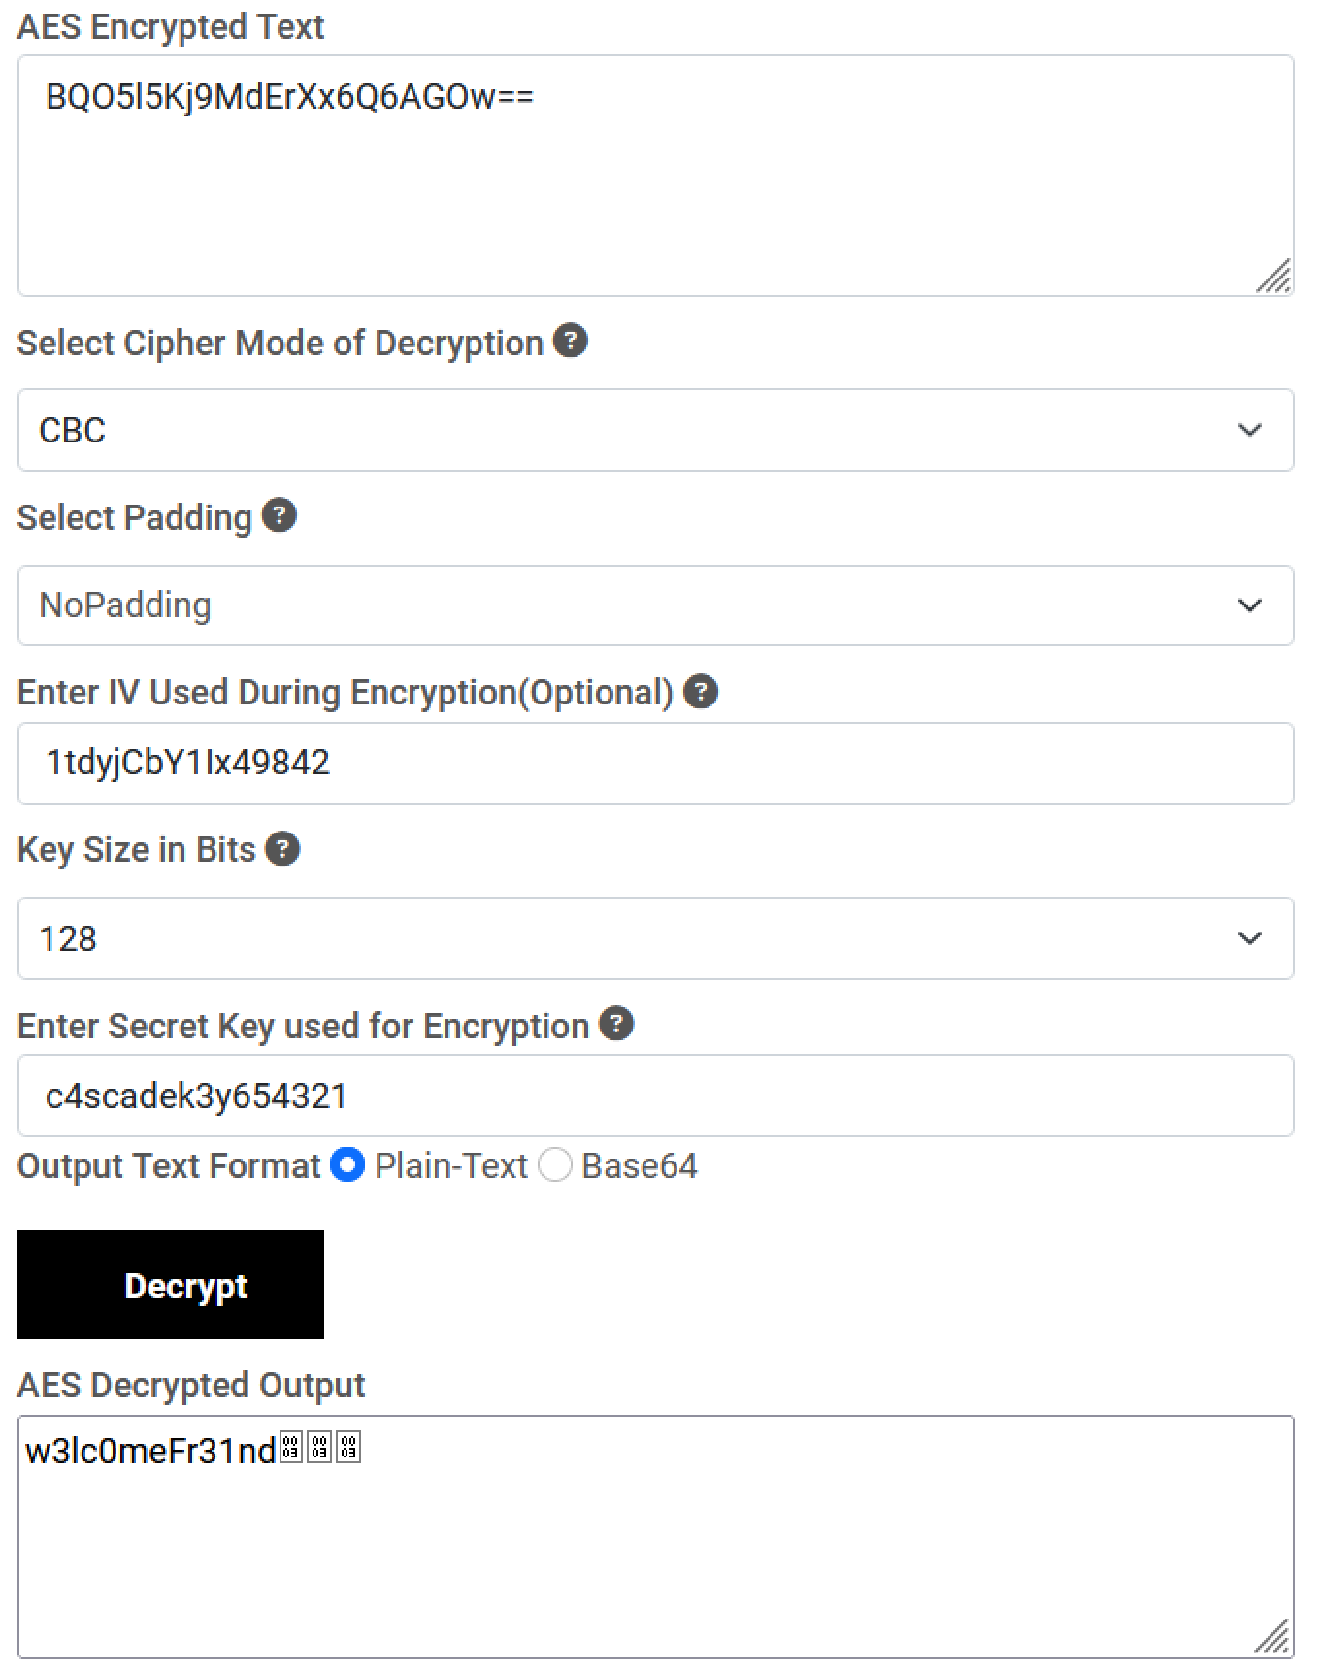 AES Encrypted Text
BQO5l5Kj9MdErXx6Q6AGOw==
Select Cipher Mode of Decryption ?
CBC
Select Padding ?
NoPadding
Enter IV Used During Encryption(Optional) ?
1tdyjCbY1Ix49842
Key Size in Bits ?
128
Enter Secret Key used for Encryption ?
c4scadek3y654321
Output Text Format Plain-Text Base64
Decrypt
AES Decrypted Output
w3lc0meFr31nd